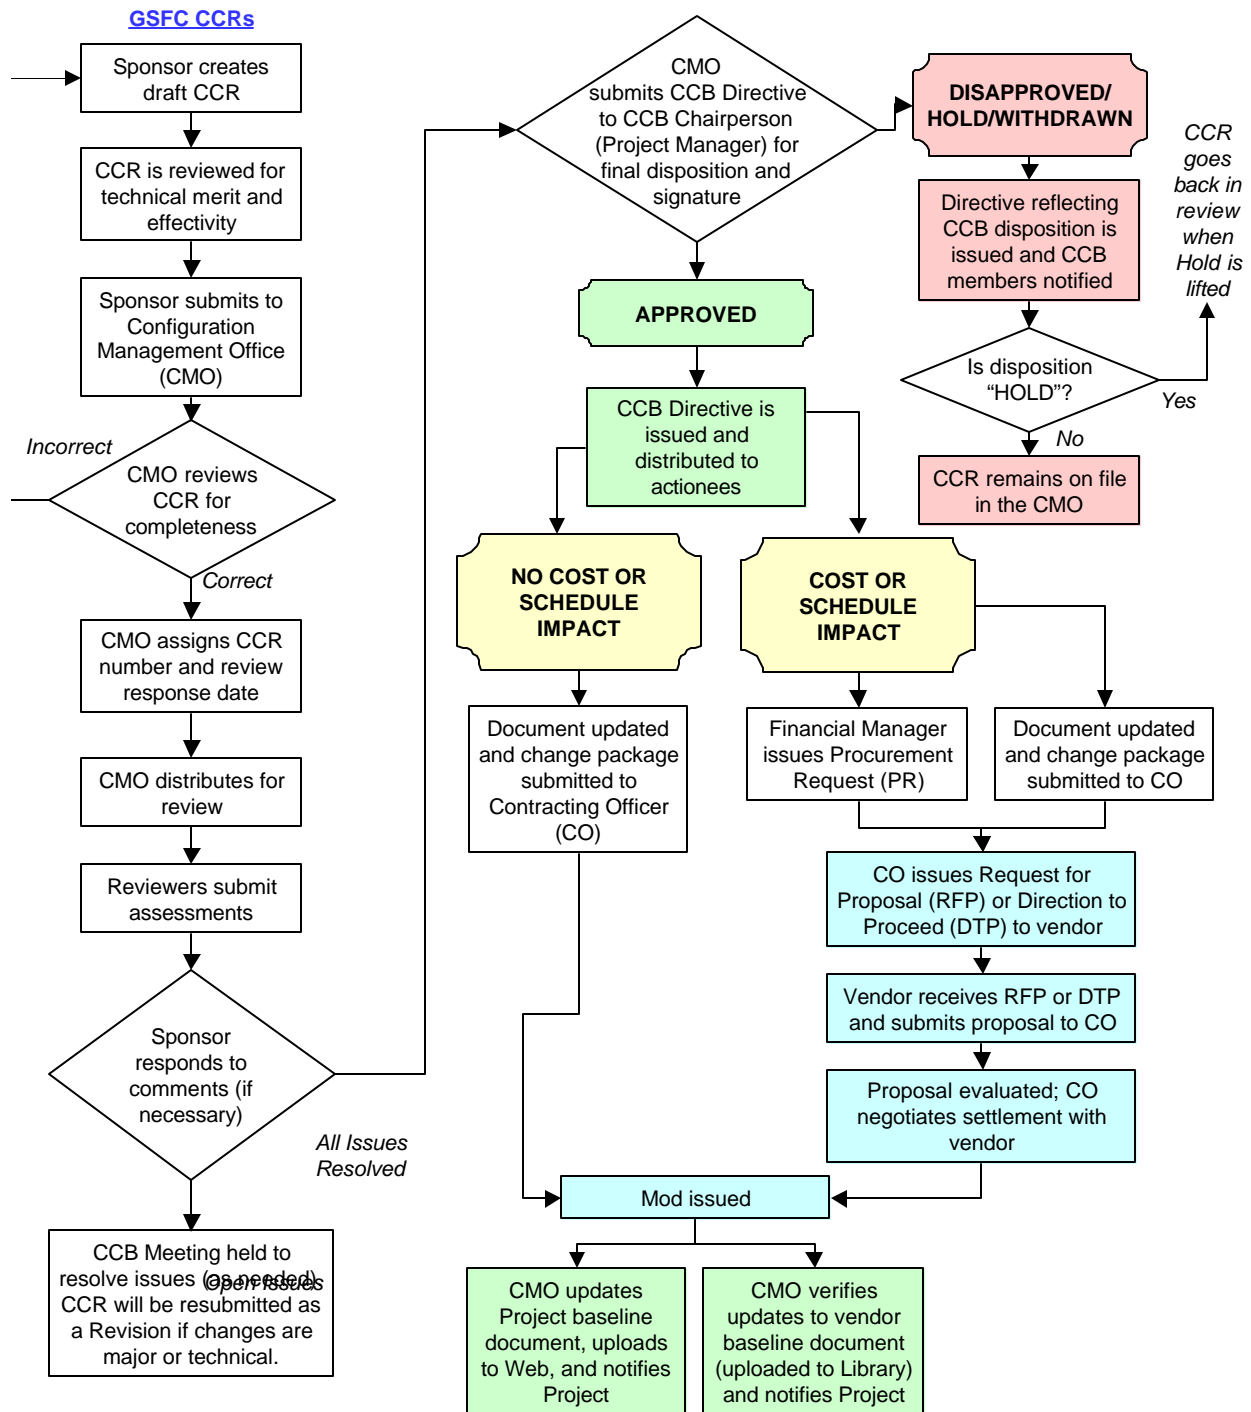 GSFC CCRs
Sponsor creates
draft CCR
CCR is reviewed for
technical merit and
effectivity
Sponsor submits to
Configuration
Management Office
(CMO)
Incorrect
CMO reviews
CCR for
completeness
Correct
CMO assigns CCR
number and review
response date
CMO distributes for
review
Reviewers submit
assessments
Sponsor
responds to
comments (if
necessary)
All Issues
Resolved
CCB Meeting held to
resolve issues (as needed)
Open Issues
CCR will be resubmitted as
a Revision if changes are
major or technical.
CMO
submits CCB Directive
to CCB Chairperson
(Project Manager) for
final disposition and
signature
DISAPPROVED/
HOLD/WITHDRAWN
Directive reflecting
CCB disposition is
issued and CCB
members notified
CCR
goes
back in
review
when
Hold is
lifted
Is disposition
“HOLD”?
Yes
No
CCR remains on file
in the CMO
APPROVED
CCB Directive is
issued and
distributed to
actionees
NO COST OR
SCHEDULE
IMPACT
COST OR
SCHEDULE
IMPACT
Document updated
and change package
submitted to
Contracting Officer
(CO)
Financial Manager
issues Procurement
Request (PR)
Document updated
and change package
submitted to CO
CO issues Request for
Proposal (RFP) or Direction to
Proceed (DTP) to vendor
Vendor receives RFP or DTP
and submits proposal to CO
Proposal evaluated; CO
negotiates settlement with
vendor
Mod issued
CMO updates
Project baseline
document, uploads
to Web, and notifies
Project
CMO verifies
updates to vendor
baseline document
(uploaded to Library)
and notifies Project